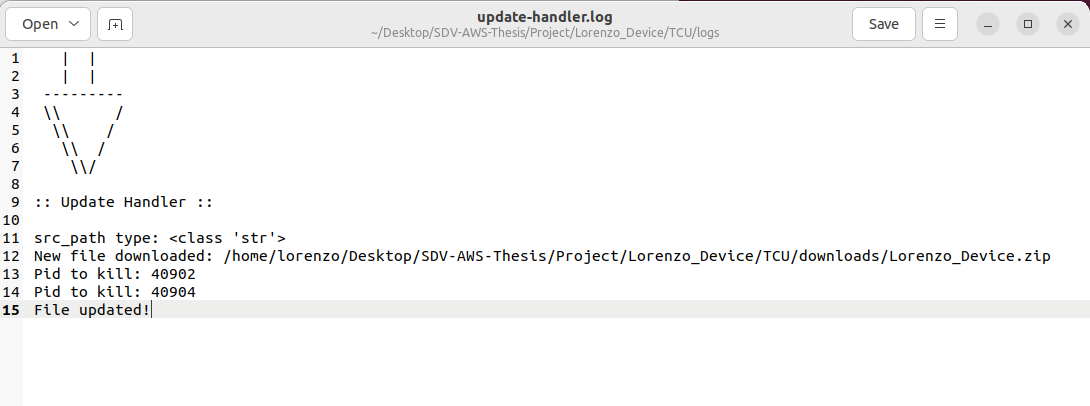 Open
update-handler.log
~/Desktop/SDV-AWS-Thesis/Project/Lorenzo_Device/TCU/logs
Save
1    |  |
2    |  |
3  ---------
4  \\      /
5   \\    /
6    \\  /
7     \\/
8
9 :: Update Handler ::
10
11 src_path type: <class 'str'>
12 New file downloaded: /home/lorenzo/Desktop/SDV-AWS-Thesis/Project/Lorenzo_Device/TCU/downloads/Lorenzo_Device.zip
13 Pid to kill: 40902
14 Pid to kill: 40904
15 File updated!